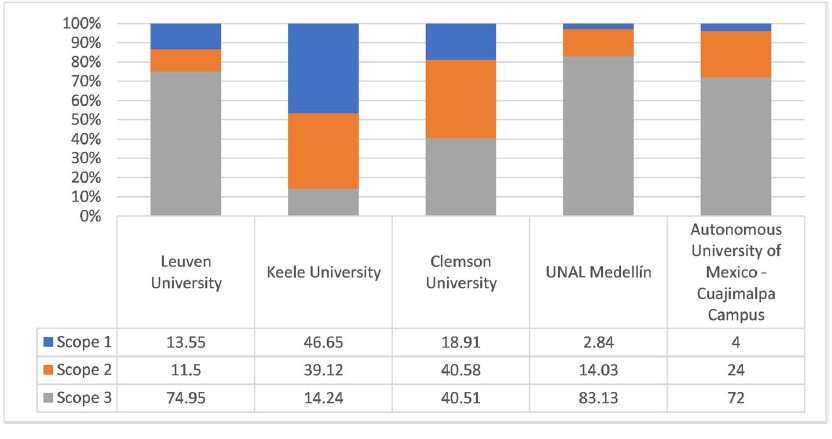 100%
90%
80%
70%
60%
50%
40%
30%
20%
10%
0%
Leuven
University
Keele University
Clemson
University
UNAL Medellín
Autonomous
University of
Mexico -
Cuajimalpa
Campus
Scope 1 13.55 46.65 18.91 2.84 4
Scope 2 11.5 39.12 40.58 14.03 24
Scope 3 74.95 14.24 40.51 83.13 72